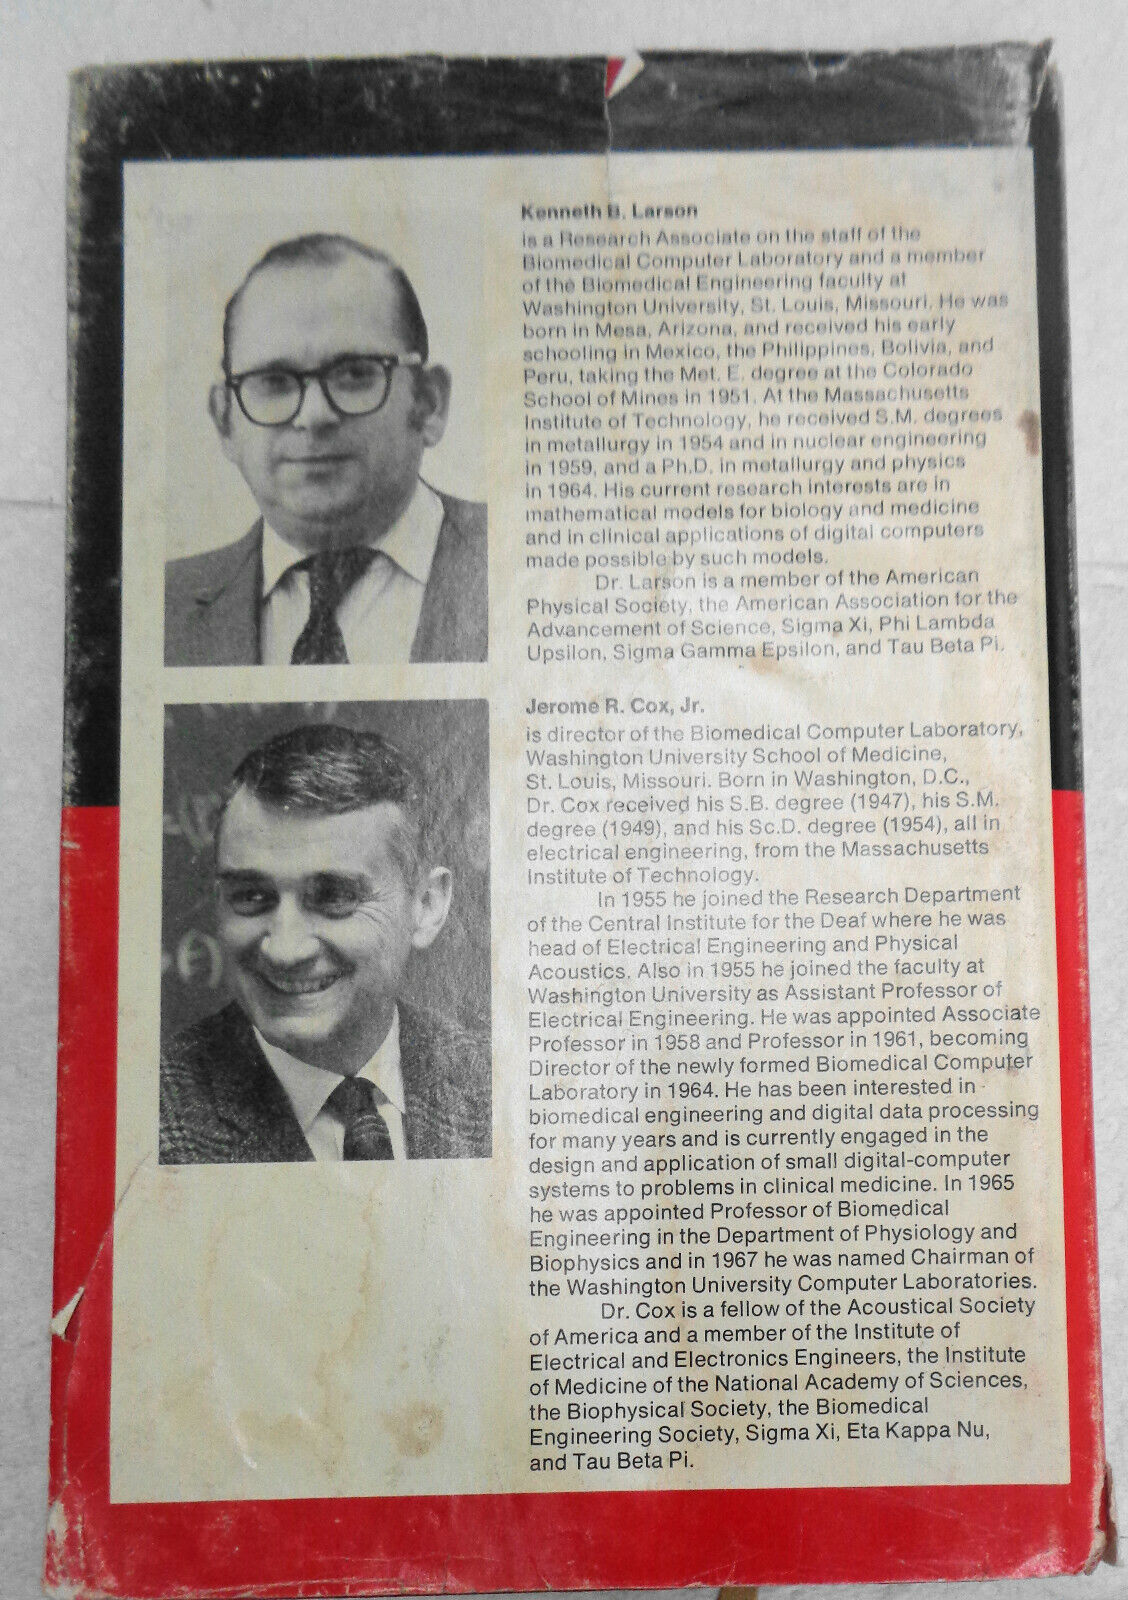 Kenneth B. Larson
is a Research Associate on the staff of the
Biomedical Computer Laboratory and a member
of the Biomedical Engineering faculty at
Washington University, St. Louis, Missouri. He was
born in Mesa, Arizona, and received his early
schooling in Mexico, the Philippines, Bolivia, and
Peru, taking the Met. E. degree at the Colorado
School of Mines in 1951. At the Massachusetts
Institute of Technology, he received S.M. degrees
in metallurgy in 1954 and in nuclear engineering
in 1959, and a Ph.D. in metallurgy and physics
in 1964. His current research interests are in
mathematical models for biology and medicine
and in clinical applications of digital computers
made possible by such models.
Dr. Larson is a member of the American
Physical Society, the American Association for the
Advancement of Science, Sigma Xi, Phi Lambda
Upsilon, Sigma Gamma Epsilon, and Tau Beta Pi.
Jerome R. Cox, Jr.
is director of the Biomedical Computer Laboratory,
Washington University School of Medicine,
St. Louis, Missouri. Born in Washington, D.C.,
Dr. Cox received his S.B. degree (1947), his S.M.
degree (1949), and his Sc.D. degree (1954), all in
electrical engineering, from the Massachusetts
Institute of Technology.
In 1955 he joined the Research Department
of the Central Institute for the Deaf where he was
head of Electrical Engineering and Physical
Acoustics. Also in 1955 he joined the faculty at
Washington University as Assistant Professor of
Electrical Engineering. He was appointed Associate
Professor in 1958 and Professor in 1961, becoming
Director of the newly formed Biomedical Computer
Laboratory in 1964. He has been interested in
biomedical engineering and digital data processing
for many years and is currently engaged in the
design and application of small digital-computer
systems to problems in clinical medicine. In 1965
he was appointed Professor of Biomedical
Engineering in the Department of Physiology and
Biophysics and in 1967 he was named Chairman of
the Washington University Computer Laboratories.
Dr. Cox is a fellow of the Acoustical Society
of America and a member of the Institute of
Electrical and Electronics Engineers, the Institute
of Medicine of the National Academy of Sciences,
the Biophysical Society, the Biomedical
Engineering Society, Sigma Xi, Eta Kappa Nu,
and Tau Beta Pi.